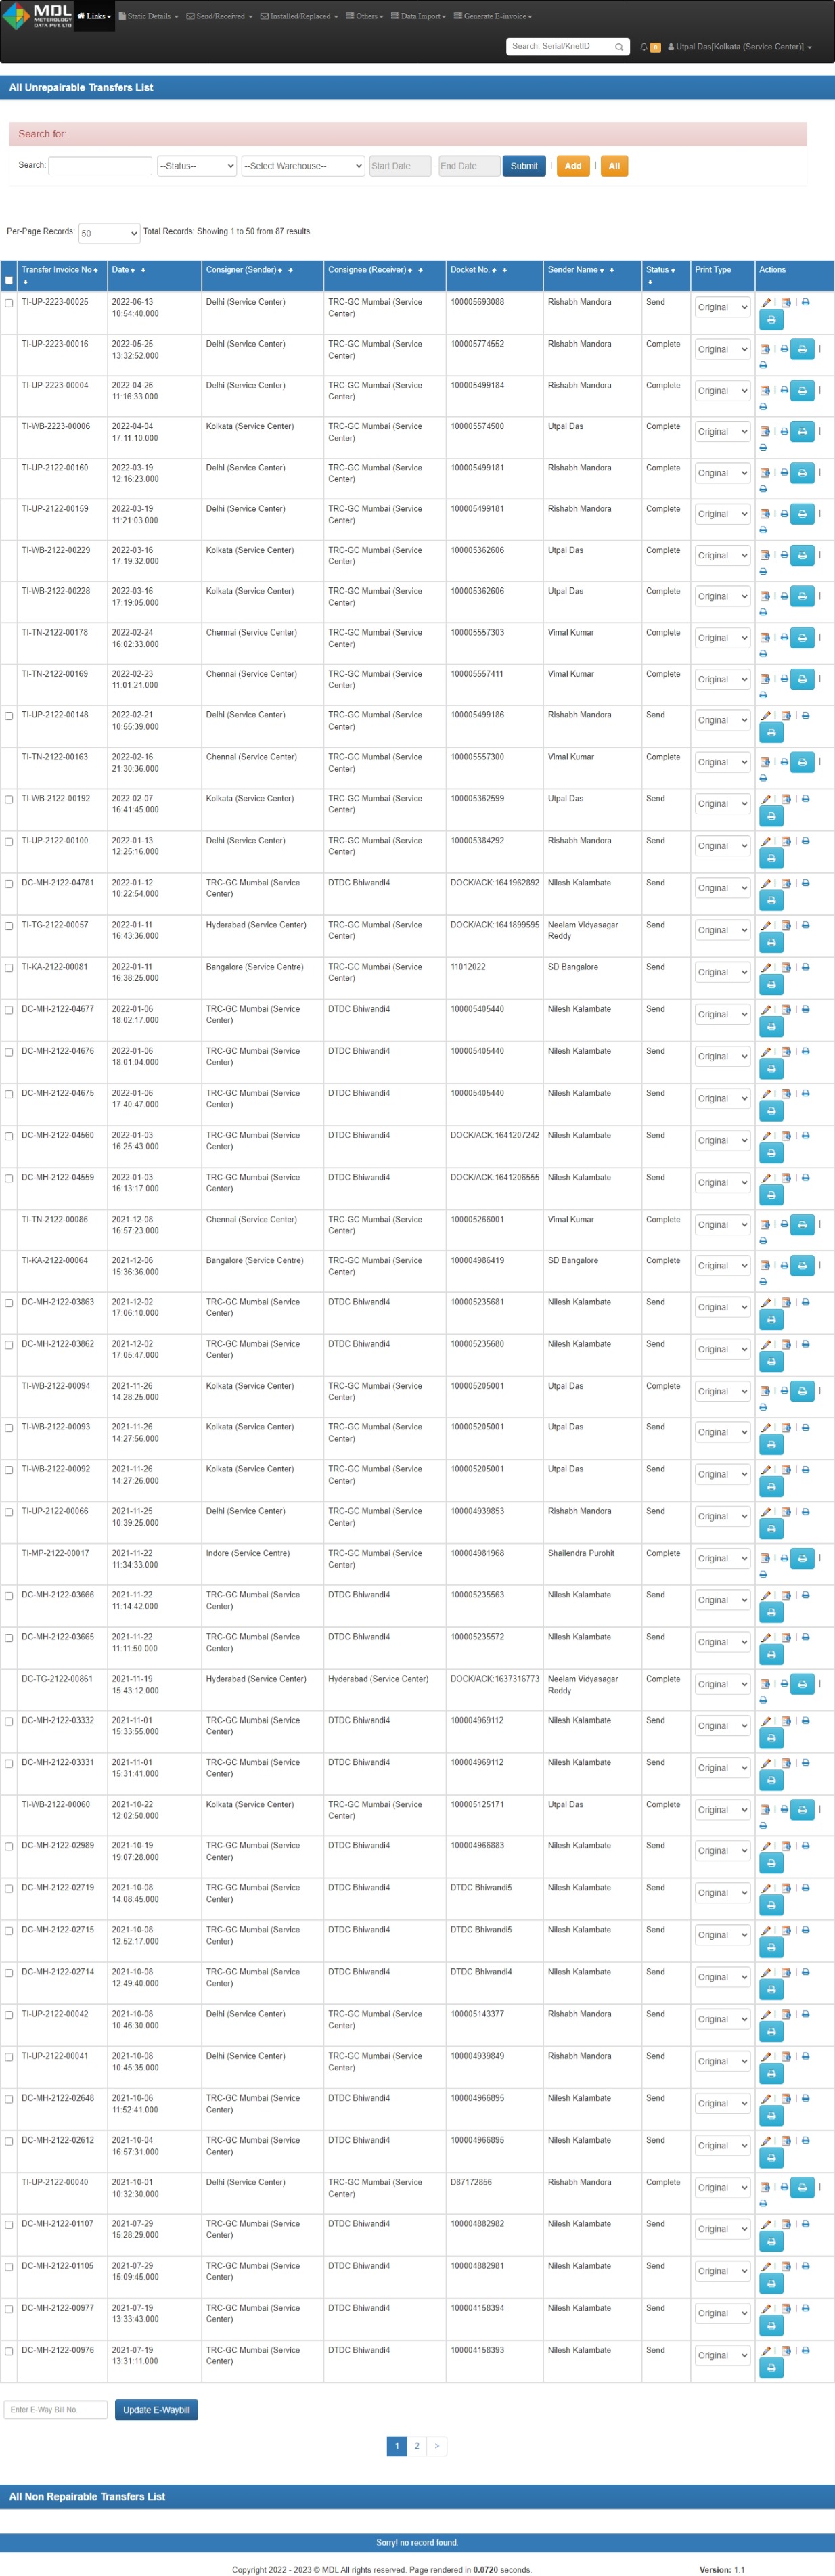 MDL
METEROLOGY
DATA PVT LTD
Links
Static Details
Send/Received
Installed/Replaced
Others
Data Import
Generate E-invoice
Search: Serial/KnetID
0
Utpal Das[Kolkata (Service Center)]
All Unrepairable Transfers List
Search for:
Search: --Status-- --Select Warehouse-- Start Date - End Date Submit | Add | All
Per-Page Records: 50 Total Records: Showing 1 to 50 from 87 results
Transfer Invoice No Date Consigner (Sender) Consignee (Receiver) Docket No. Sender Name Status Print Type Actions
TI-UP-2223-00025 2022-06-13 10:54:40.000 Delhi (Service Center) TRC-GC Mumbai (Service Center) 100005693088 Rishabh Mandora Send Original
TI-UP-2223-00016 2022-05-25 13:32:52.000 Delhi (Service Center) TRC-GC Mumbai (Service Center) 100005774552 Rishabh Mandora Complete Original
TI-UP-2223-00004 2022-04-26 11:16:33.000 Delhi (Service Center) TRC-GC Mumbai (Service Center) 100005499184 Rishabh Mandora Complete Original
TI-WB-2223-00006 2022-04-04 17:11:10.000 Kolkata (Service Center) TRC-GC Mumbai (Service Center) 100005574500 Utpal Das Complete Original
TI-UP-2122-00160 2022-03-19 12:16:23.000 Delhi (Service Center) TRC-GC Mumbai (Service Center) 100005499181 Rishabh Mandora Complete Original
TI-UP-2122-00159 2022-03-19 11:21:03.000 Delhi (Service Center) TRC-GC Mumbai (Service Center) 100005499181 Rishabh Mandora Complete Original
TI-WB-2122-00229 2022-03-16 17:19:32.000 Kolkata (Service Center) TRC-GC Mumbai (Service Center) 100005362606 Utpal Das Complete Original
TI-WB-2122-00228 2022-03-16 17:19:05.000 Kolkata (Service Center) TRC-GC Mumbai (Service Center) 100005362606 Utpal Das Complete Original
TI-TN-2122-00178 2022-02-24 16:02:33.000 Chennai (Service Center) TRC-GC Mumbai (Service Center) 100005557303 Vimal Kumar Complete Original
TI-TN-2122-00169 2022-02-23 11:01:21.000 Chennai (Service Center) TRC-GC Mumbai (Service Center) 100005557411 Vimal Kumar Complete Original
TI-UP-2122-00148 2022-02-21 10:55:39.000 Delhi (Service Center) TRC-GC Mumbai (Service Center) 100005499186 Rishabh Mandora Send Original
TI-TN-2122-00163 2022-02-16 21:30:36.000 Chennai (Service Center) TRC-GC Mumbai (Service Center) 100005557300 Vimal Kumar Complete Original
TI-WB-2122-00192 2022-02-07 16:41:45.000 Kolkata (Service Center) TRC-GC Mumbai (Service Center) 100005362599 Utpal Das Send Original
TI-UP-2122-00100 2022-01-13 12:25:16.000 Delhi (Service Center) TRC-GC Mumbai (Service Center) 100005384292 Rishabh Mandora Send Original
DC-MH-2122-04781 2022-01-12 10:22:54.000 TRC-GC Mumbai (Service Center) DTDC Bhiwandi4 DOCK/ACK:1641962892 Nilesh Kalambate Send Original
TI-TG-2122-00057 2022-01-11 16:43:36.000 Hyderabad (Service Center) TRC-GC Mumbai (Service Center) DOCK/ACK:1641899595 Neelam Vidyasagar Reddy Send Original
TI-KA-2122-00081 2022-01-11 16:38:25.000 Bangalore (Service Centre) TRC-GC Mumbai (Service Center) 11012022 SD Bangalore Send Original
DC-MH-2122-04677 2022-01-06 18:02:17.000 TRC-GC Mumbai (Service Center) DTDC Bhiwandi4 100005405440 Nilesh Kalambate Send Original
DC-MH-2122-04676 2022-01-06 18:01:04.000 TRC-GC Mumbai (Service Center) DTDC Bhiwandi4 100005405440 Nilesh Kalambate Send Original
DC-MH-2122-04675 2022-01-06 17:40:47.000 TRC-GC Mumbai (Service Center) DTDC Bhiwandi4 100005405440 Nilesh Kalambate Send Original
DC-MH-2122-04560 2022-01-03 16:25:43.000 TRC-GC Mumbai (Service Center) DTDC Bhiwandi4 DOCK/ACK:1641207242 Nilesh Kalambate Send Original
DC-MH-2122-04559 2022-01-03 16:13:17.000 TRC-GC Mumbai (Service Center) DTDC Bhiwandi4 DOCK/ACK:1641206555 Nilesh Kalambate Send Original
TI-TN-2122-00086 2021-12-08 16:57:23.000 Chennai (Service Center) TRC-GC Mumbai (Service Center) 100005266001 Vimal Kumar Complete Original
TI-KA-2122-00064 2021-12-06 15:36:36.000 Bangalore (Service Centre) TRC-GC Mumbai (Service Center) 100004986419 SD Bangalore Complete Original
DC-MH-2122-03863 2021-12-02 17:06:10.000 TRC-GC Mumbai (Service Center) DTDC Bhiwandi4 100005235681 Nilesh Kalambate Send Original
DC-MH-2122-03862 2021-12-02 17:05:47.000 TRC-GC Mumbai (Service Center) DTDC Bhiwandi4 100005235680 Nilesh Kalambate Send Original
TI-WB-2122-00094 2021-11-26 14:28:25.000 Kolkata (Service Center) TRC-GC Mumbai (Service Center) 100005205001 Utpal Das Complete Original
TI-WB-2122-00093 2021-11-26 14:27:56.000 Kolkata (Service Center) TRC-GC Mumbai (Service Center) 100005205001 Utpal Das Send Original
TI-WB-2122-00092 2021-11-26 14:27:26.000 Kolkata (Service Center) TRC-GC Mumbai (Service Center) 100005205001 Utpal Das Send Original
TI-UP-2122-00066 2021-11-25 10:39:25.000 Delhi (Service Center) TRC-GC Mumbai (Service Center) 100004939853 Rishabh Mandora Send Original
TI-MP-2122-00017 2021-11-22 11:34:33.000 Indore (Service Centre) TRC-GC Mumbai (Service Center) 100004981968 Shailendra Purohit Complete Original
DC-MH-2122-03666 2021-11-22 11:14:42.000 TRC-GC Mumbai (Service Center) DTDC Bhiwandi4 100005235563 Nilesh Kalambate Send Original
DC-MH-2122-03665 2021-11-22 11:11:50.000 TRC-GC Mumbai (Service Center) DTDC Bhiwandi4 100005235572 Nilesh Kalambate Send Original
DC-TG-2122-00861 2021-11-19 15:43:12.000 Hyderabad (Service Center) Hyderabad (Service Center) DOCK/ACK:1637316773 Neelam Vidyasagar Reddy Complete Original
DC-MH-2122-03332 2021-11-01 15:33:55.000 TRC-GC Mumbai (Service Center) DTDC Bhiwandi4 100004969112 Nilesh Kalambate Send Original
DC-MH-2122-03331 2021-11-01 15:31:41.000 TRC-GC Mumbai (Service Center) DTDC Bhiwandi4 100004969112 Nilesh Kalambate Send Original
TI-WB-2122-00060 2021-10-22 12:02:50.000 Kolkata (Service Center) TRC-GC Mumbai (Service Center) 100005125171 Utpal Das Complete Original
DC-MH-2122-02989 2021-10-19 19:07:28.000 TRC-GC Mumbai (Service Center) DTDC Bhiwandi4 100004966883 Nilesh Kalambate Send Original
DC-MH-2122-02719 2021-10-08 14:08:45.000 TRC-GC Mumbai (Service Center) DTDC Bhiwandi4 DTDC Bhiwandi5 Nilesh Kalambate Send Original
DC-MH-2122-02715 2021-10-08 12:52:17.000 TRC-GC Mumbai (Service Center) DTDC Bhiwandi4 DTDC Bhiwandi5 Nilesh Kalambate Send Original
DC-MH-2122-02714 2021-10-08 12:49:40.000 TRC-GC Mumbai (Service Center) DTDC Bhiwandi4 DTDC Bhiwandi4 Nilesh Kalambate Send Original
TI-UP-2122-00042 2021-10-08 10:46:30.000 Delhi (Service Center) TRC-GC Mumbai (Service Center) 100005143377 Rishabh Mandora Send Original
TI-UP-2122-00041 2021-10-08 10:45:35.000 Delhi (Service Center) TRC-GC Mumbai (Service Center) 100004939849 Rishabh Mandora Send Original
DC-MH-2122-02648 2021-10-06 11:52:41.000 TRC-GC Mumbai (Service Center) DTDC Bhiwandi4 100004966895 Nilesh Kalambate Send Original
DC-MH-2122-02612 2021-10-04 16:57:31.000 TRC-GC Mumbai (Service Center) DTDC Bhiwandi4 100004966895 Nilesh Kalambate Send Original
TI-UP-2122-00040 2021-10-01 10:32:30.000 Delhi (Service Center) TRC-GC Mumbai (Service Center) D87172856 Rishabh Mandora Complete Original
DC-MH-2122-01107 2021-07-29 15:28:29.000 TRC-GC Mumbai (Service Center) DTDC Bhiwandi4 100004882982 Nilesh Kalambate Send Original
DC-MH-2122-01105 2021-07-29 15:09:45.000 TRC-GC Mumbai (Service Center) DTDC Bhiwandi4 100004882981 Nilesh Kalambate Send Original
DC-MH-2122-00977 2021-07-19 13:33:43.000 TRC-GC Mumbai (Service Center) DTDC Bhiwandi4 100004158394 Nilesh Kalambate Send Original
DC-MH-2122-00976 2021-07-19 13:31:11.000 TRC-GC Mumbai (Service Center) DTDC Bhiwandi4 100004158393 Nilesh Kalambate Send Original
Enter E-Way Bill No. Update E-Waybill
1 2 >
All Non Repairable Transfers List
Sorry! no record found.
Copyright 2022 - 2023 © MDL All rights reserved. Page rendered in 0.0720 seconds. Version: 1.1